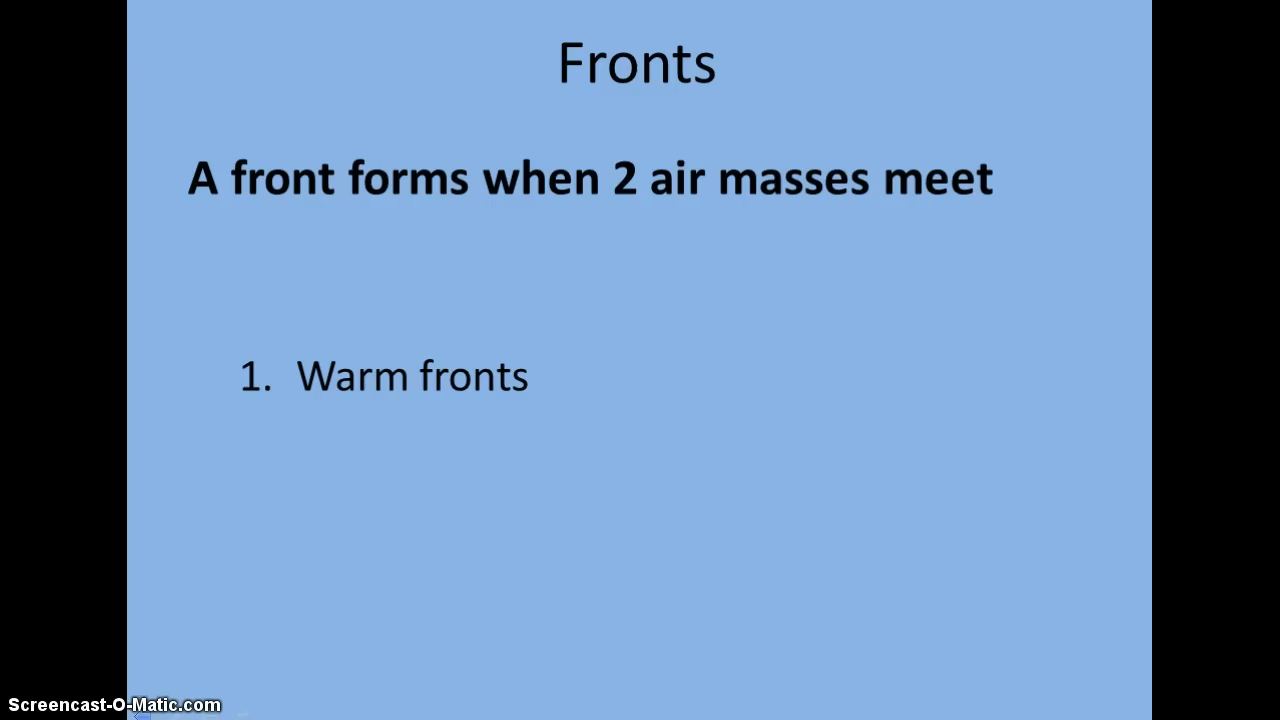 Fronts
A front forms when 2 air masses meet
1. Warm fronts
Screencast-O-Matic.com